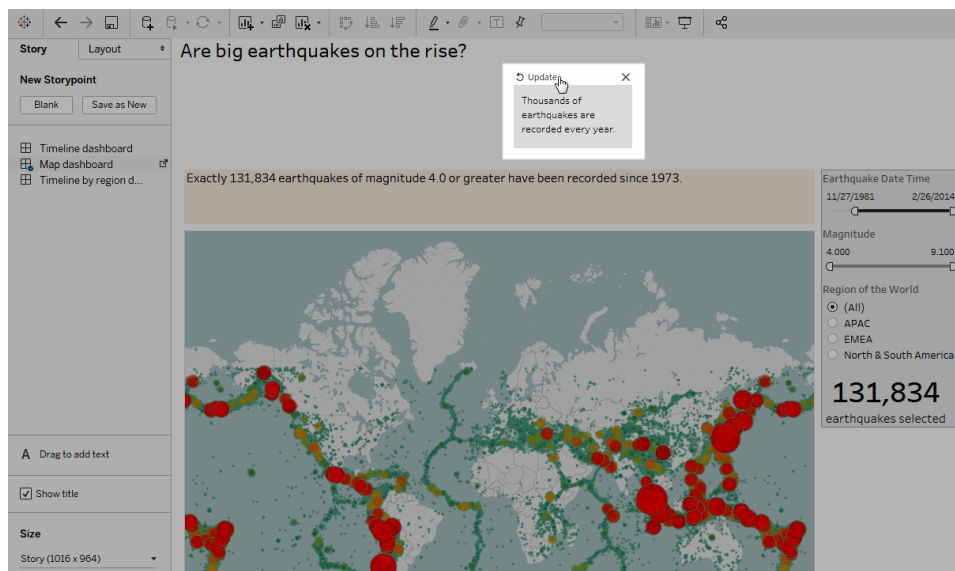 Story
Layout
Are big earthquakes on the rise?
New Storypoint
Blank
Save as New
Update
Thousands of
earthquakes are
recorded every year.
Timeline dashboard
Map dashboard
Timeline by region d...
Exactly 131,834 earthquakes of magnitude 4.0 or greater have been recorded since 1973.
Earthquake Date Time
11/27/1981
2/26/2014
Magnitude
4.000
9.100
Region of the World
(All)
APAC
EMEA
North & South America
131,834
earthquakes selected
A Drag to add text
Show title
Size
Story (1016 x 964)